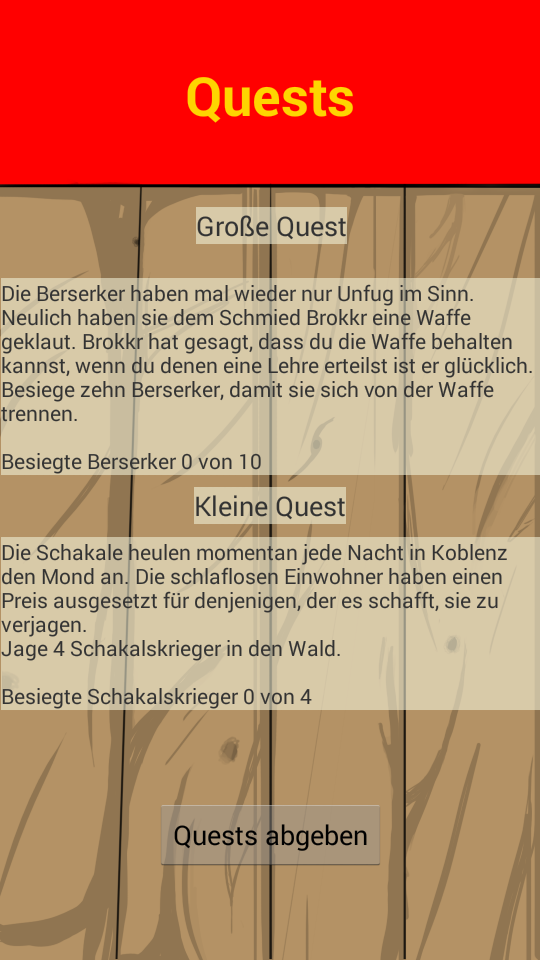 Quests
Große Quest
Die Berserker haben mal wieder nur Unfug im Sinn.
Neulich haben sie dem Schmied Brokkr eine Waffe
geklaut. Brokkr hat gesagt, dass du die Waffe behalten
kannst, wenn du denen eine Lehre erteilst ist er glücklich.
Besiege zehn Berserker, damit sie sich von der Waffe
trennen.
Besiegte Berserker 0 von 10
Kleine Quest
Die Schakale heulen momentan jede Nacht in Koblenz
den Mond an. Die schlaflosen Einwohner haben einen
Preis ausgesetzt für denjenigen, der es schafft, sie zu
verjagen.
Jage 4 Schakalskrieger in den Wald.
Besiegte Schakalskrieger 0 von 4
Quests abgeben